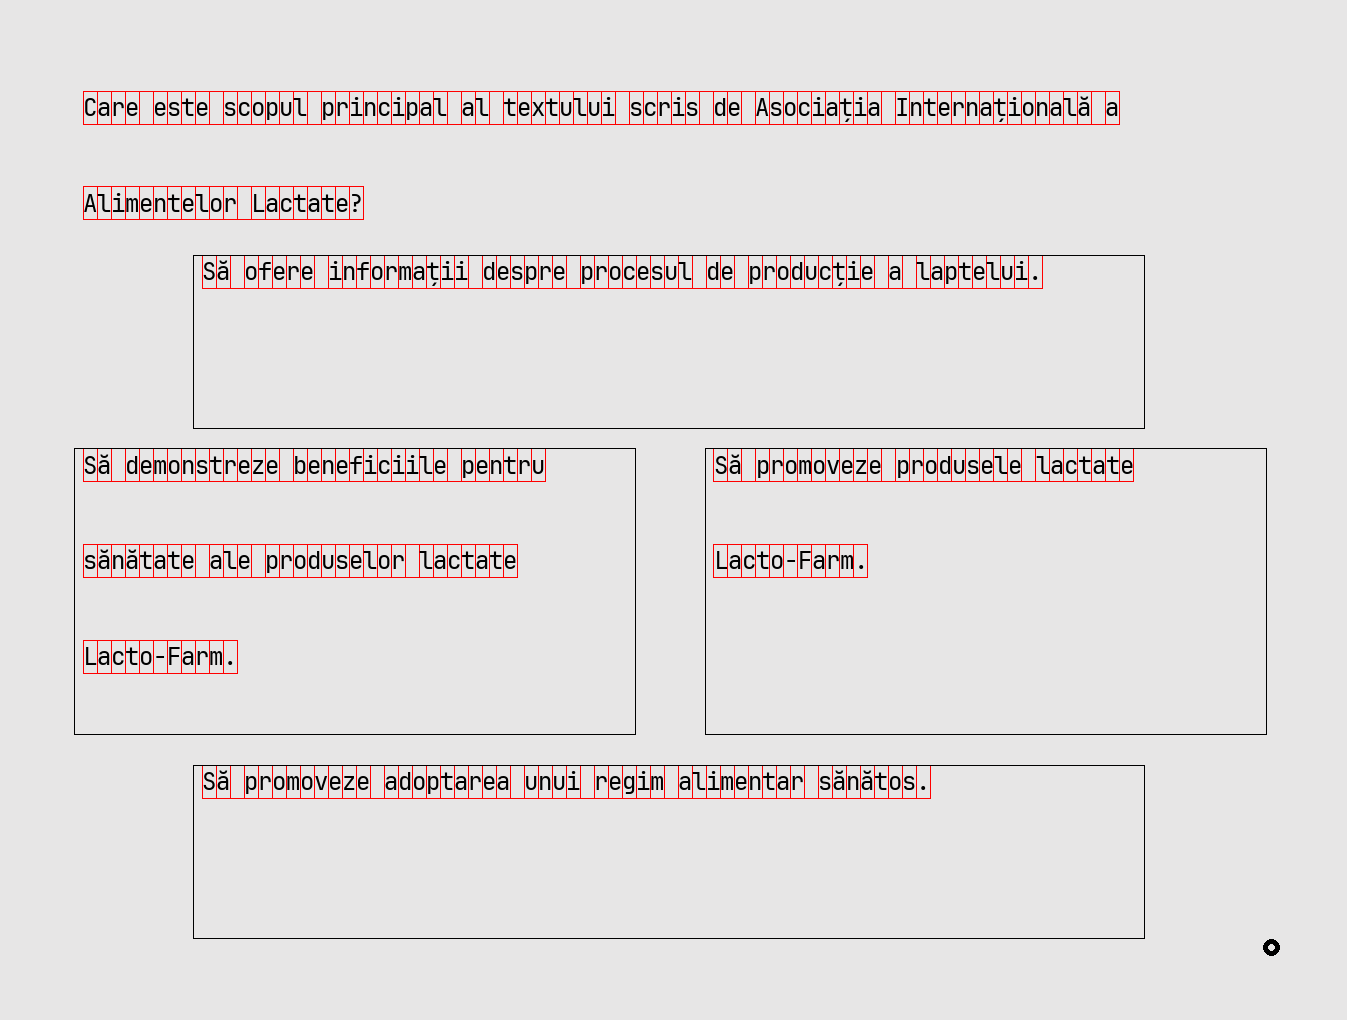 Care este scopul principal al textului scris de Asociația Internațională a
Alimentelor Lactate?
Să ofere informații despre procesul de producție a laptelui.
Să demonstreze beneficiile pentru
sănătate ale produselor lactate
Lacto-Farm.
Să promoveze produsele lactate
Lacto-Farm.
Să promoveze adoptarea unui regim alimentar sănătos.